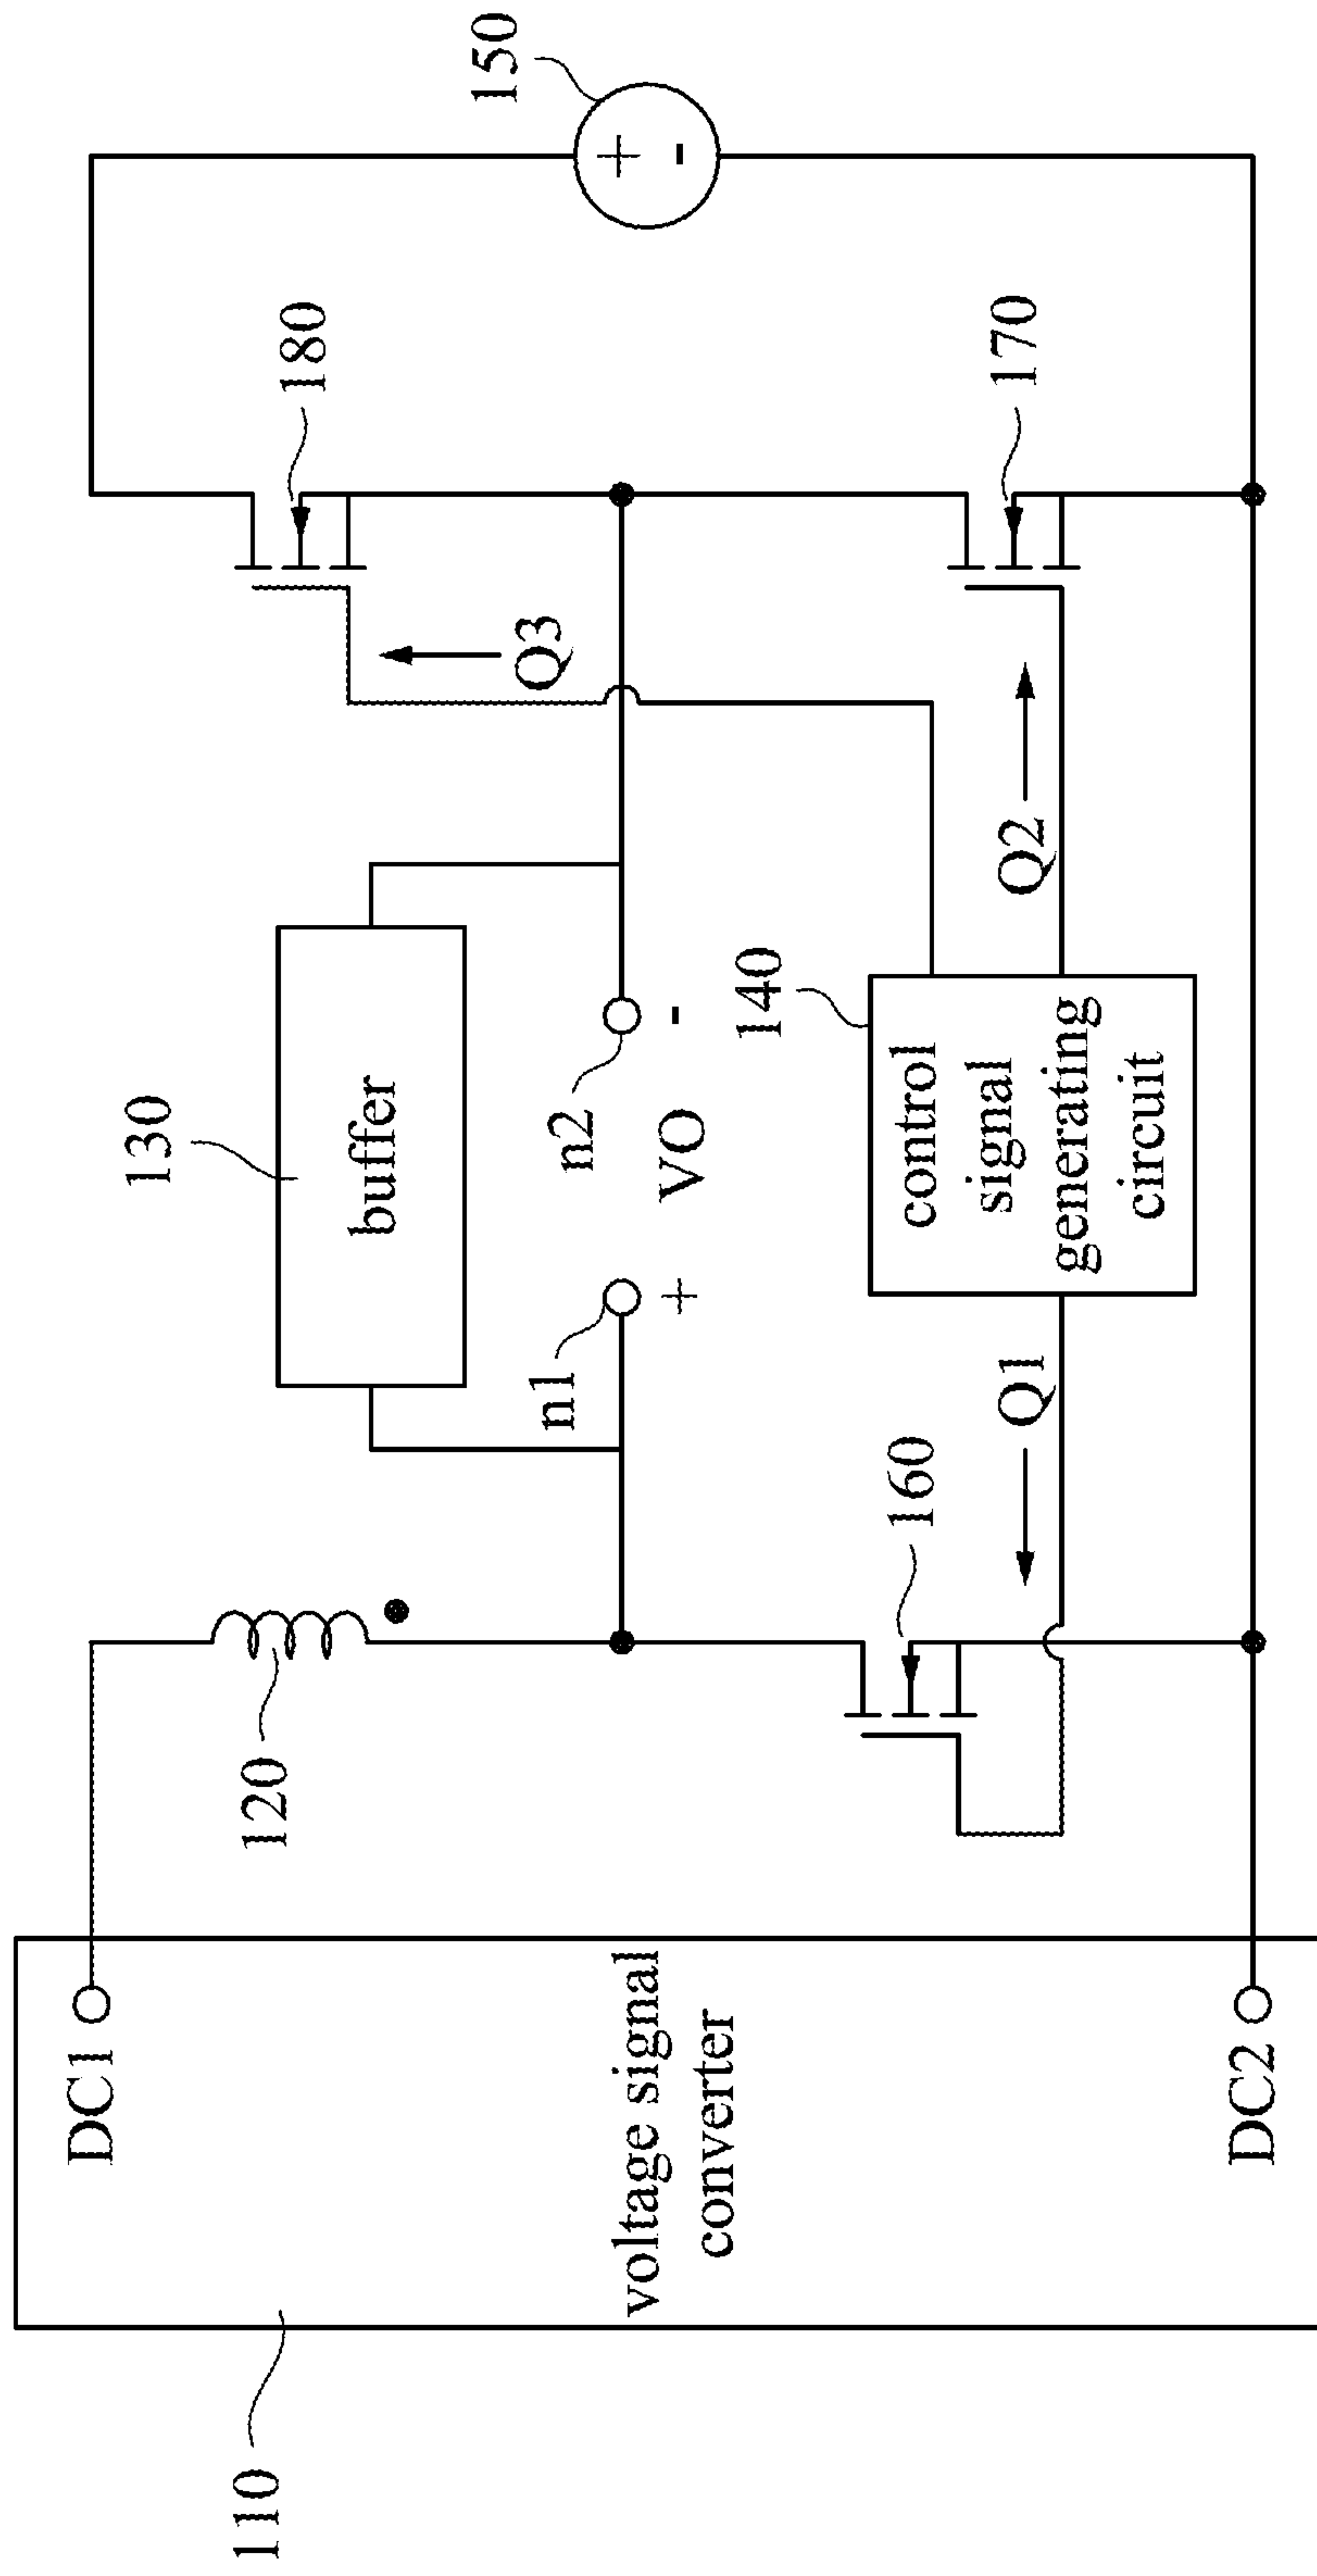 110
DC1
voltage signal
converter
DC2
120
160
Q1
n1
+
VO
n2
-
130
buffer
140
control
signal
generating
circuit
Q2
Q3
180
170
150
+
-